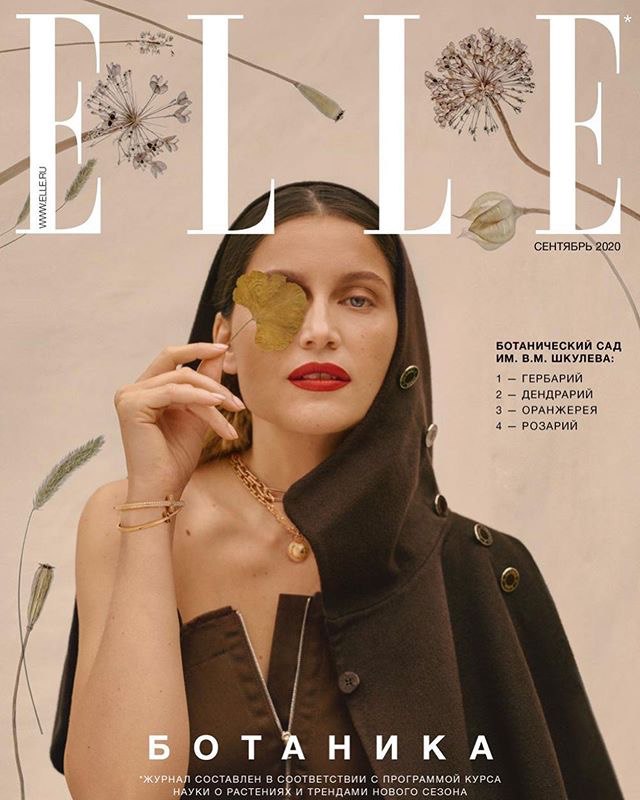 ELLE*
WWW.ELLE.RU
СЕНТЯБРЬ 2020
БОТАНИЧЕСКИЙ САД
ИМ. В.М. ШКУЛЕВА:
1 — ГЕРБАРИЙ
2 — ДЕНДРАРИЙ
3 — ОРАНЖЕРЕЯ
4 — РОЗАРИЙ
БОТАНИКА
*ЖУРНАЛ СОСТАВЛЕН В СООТВЕТСТВИИ С ПРОГРАММОЙ КУРСА
НАУКИ О РАСТЕНИЯХ И ТРЕНДАМИ НОВОГО СЕЗОНА